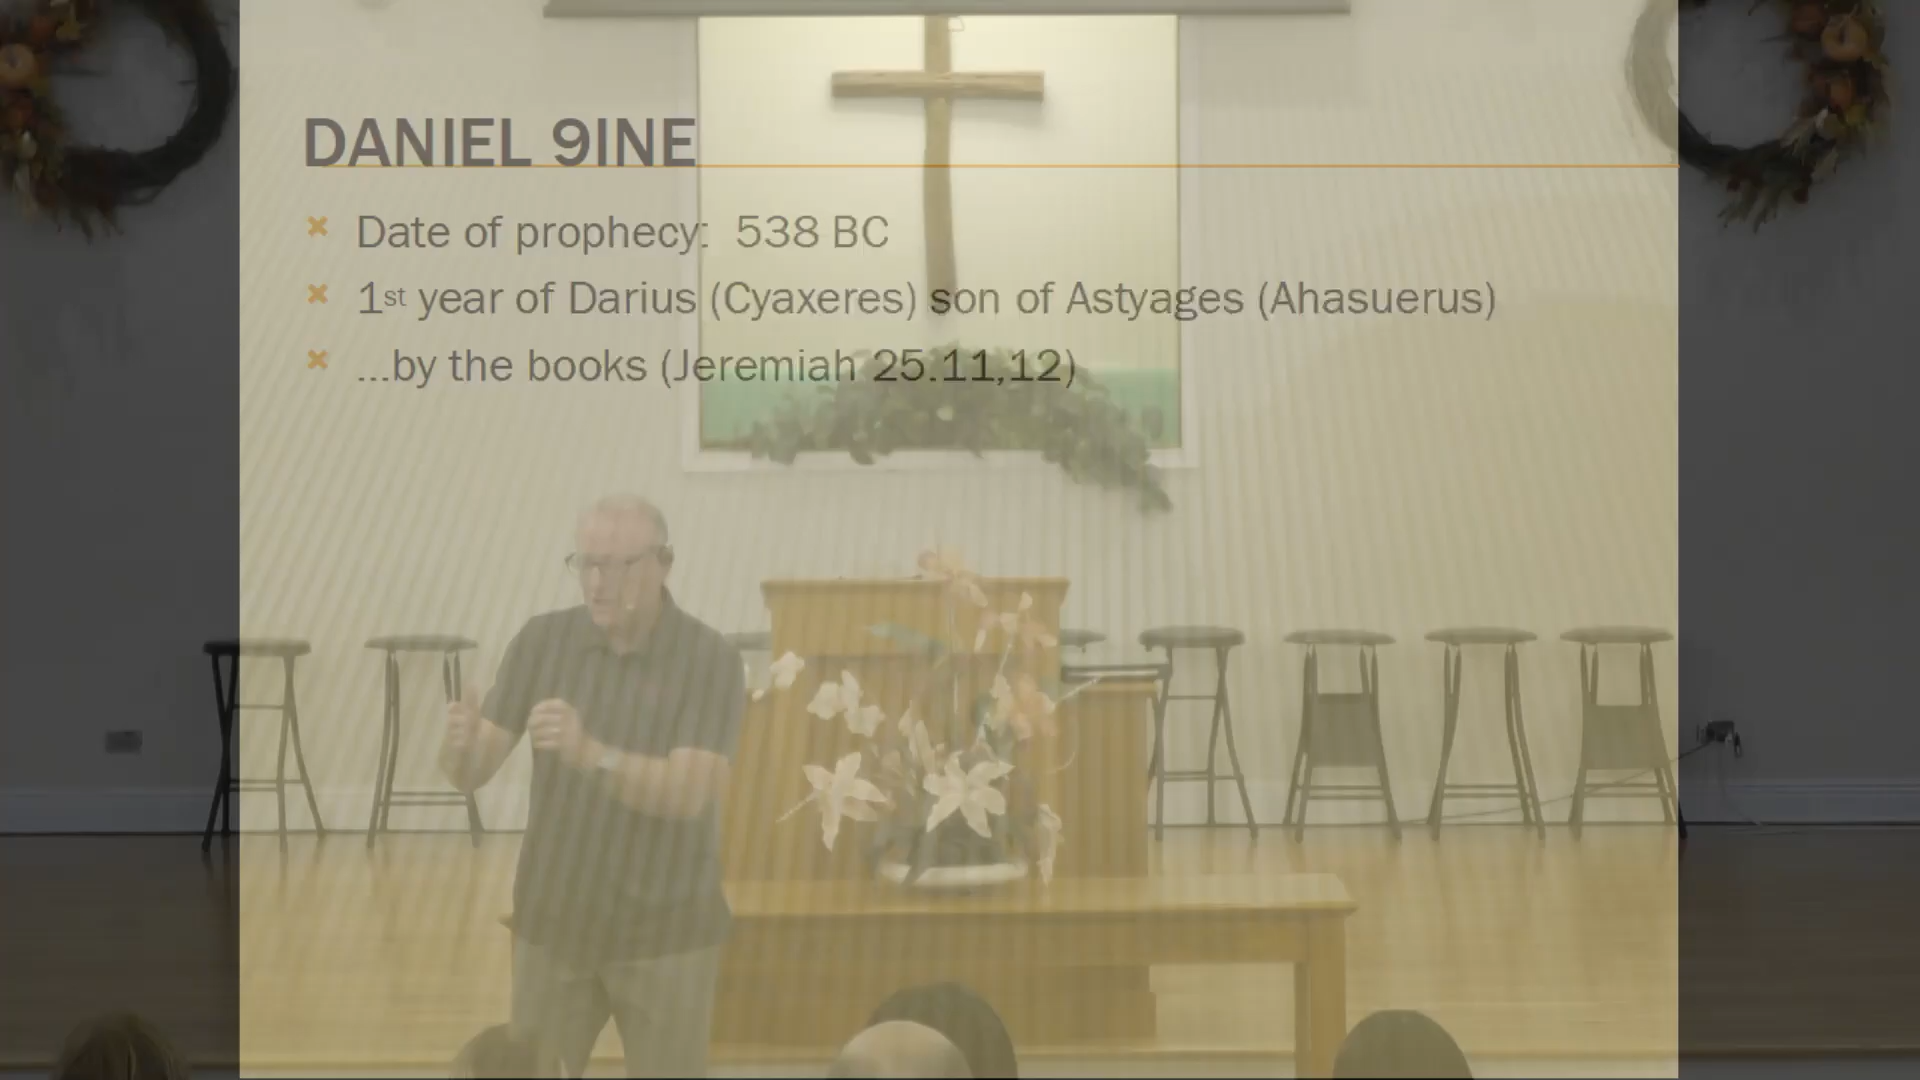 DANIEL 9INE
Date of prophecy: 538 BC
1st year of Darius (Cyaxeres) son of Astyages (Ahasuerus)
...by the books (Jeremiah 25.11,12)